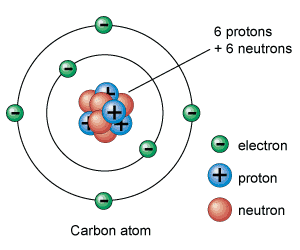 6 protons
+ 6 neutrons
electron
proton
neutron
Carbon atom